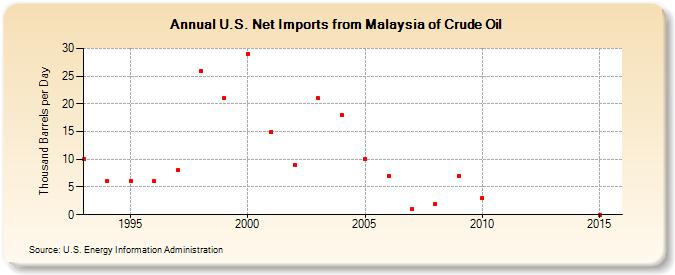 Annual U.S. Net Imports from Malaysia of Crude Oil
Thousand Barrels per Day
30
25
20
15
10
5
0
1995 2000 2005 2010 2015
Source: U.S. Energy Information Administration